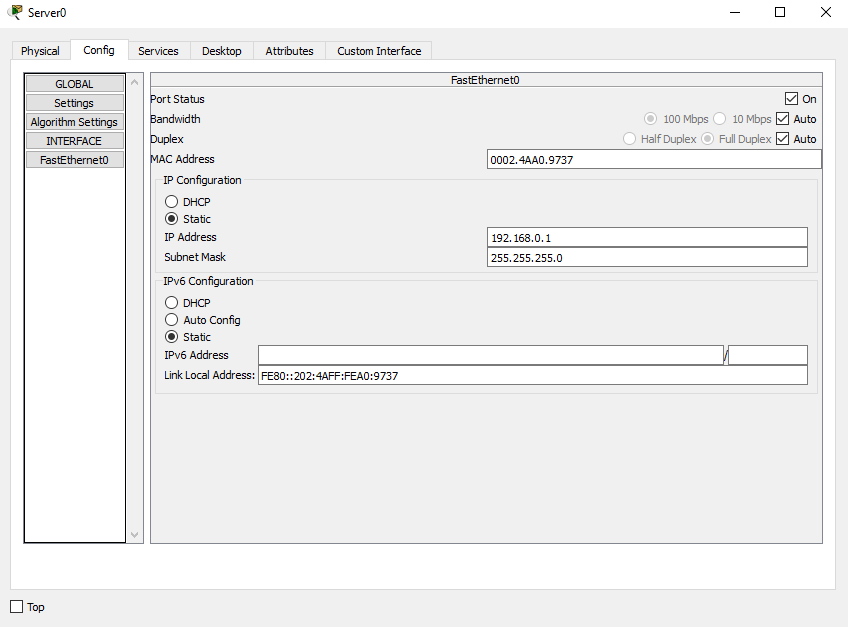 Server0
Physical Config Services Desktop Attributes Custom Interface
GLOBAL
Settings
Algorithm Settings
INTERFACE
FastEthernet0
FastEthernet0
Port Status On
Bandwidth 100 Mbps 10 Mbps Auto
Duplex Half Duplex Full Duplex Auto
MAC Address 0002.4AA0.9737
IP Configuration
DHCP
Static
IP Address 192.168.0.1
Subnet Mask 255.255.255.0
IPv6 Configuration
DHCP
Auto Config
Static
IPv6 Address /
Link Local Address: FE80::202:4AFF:FEA0:9737
Top